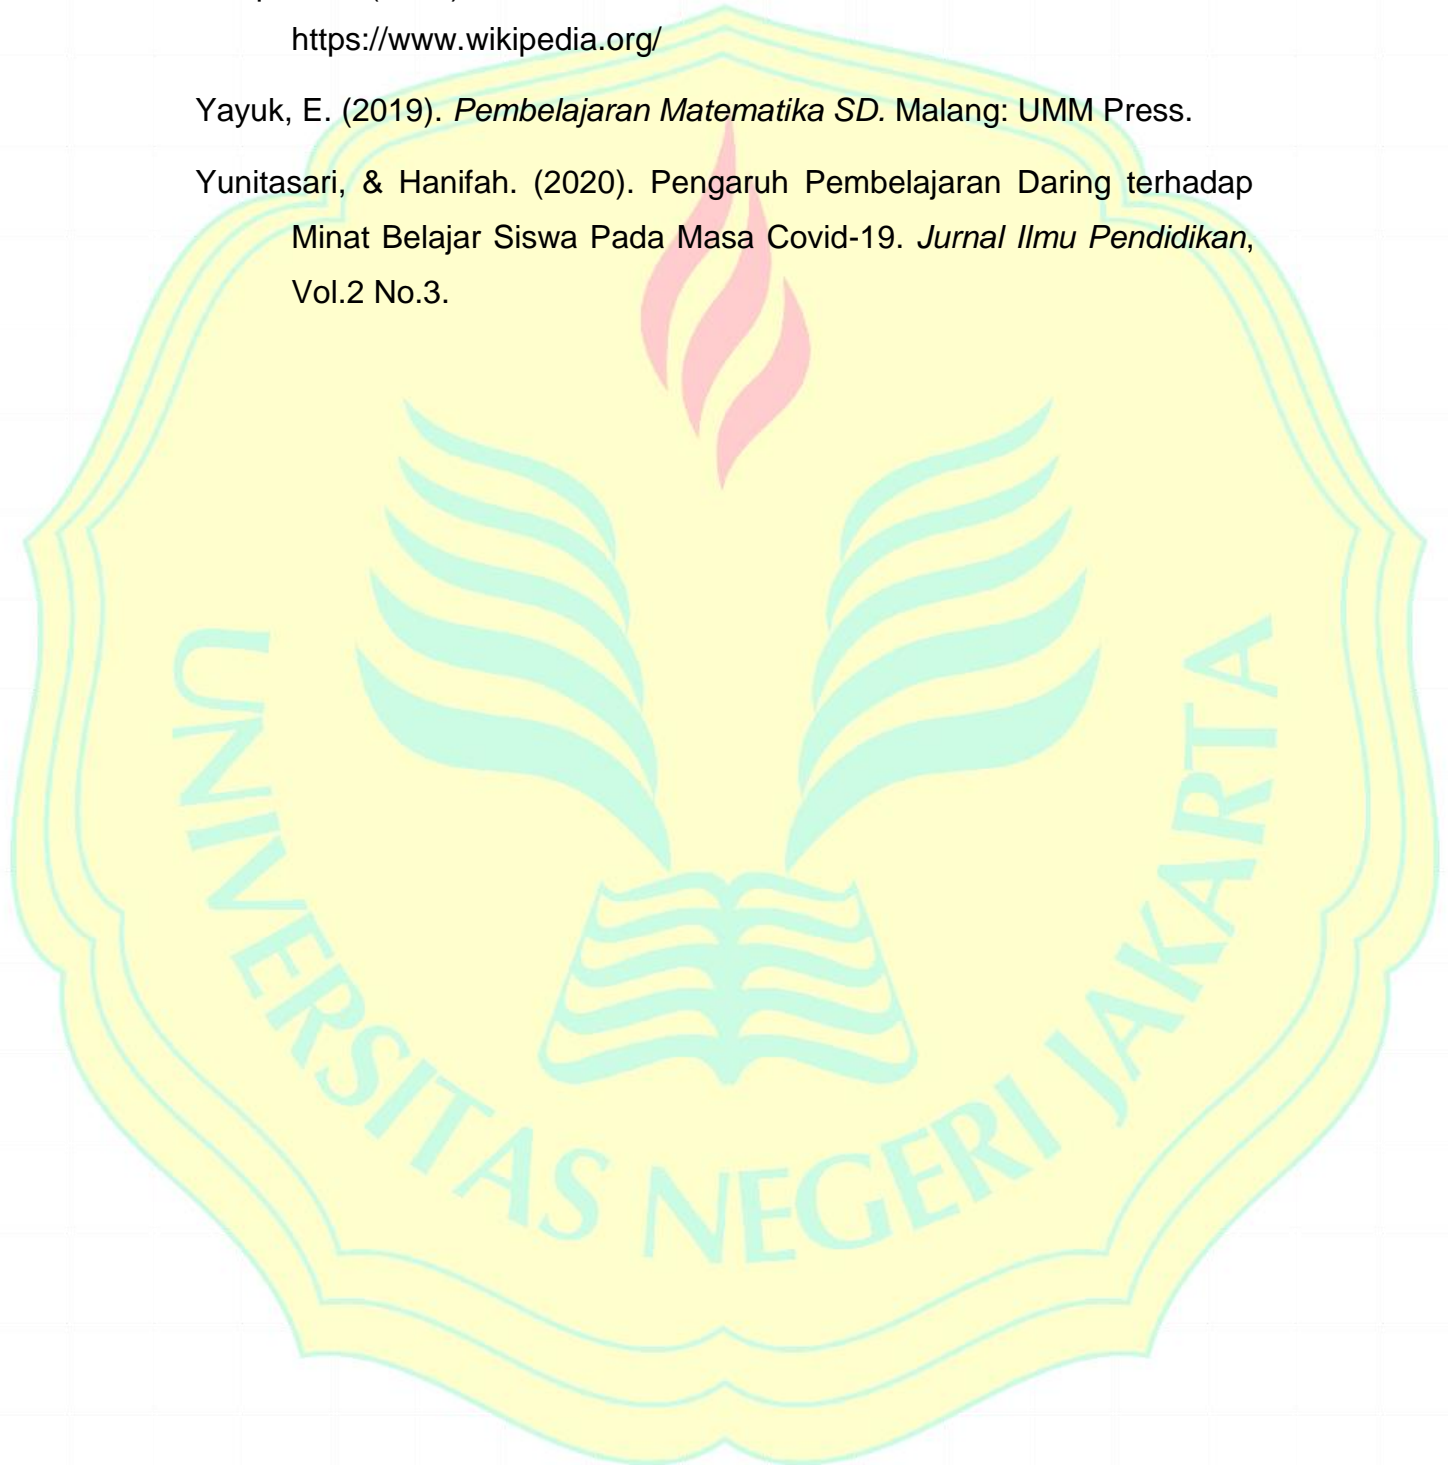 https://www.wikipedia.org/
Yayuk, E. (2019). Pembelajaran Matematika SD. Malang: UMM Press.
Yunitasari, & Hanifah. (2020). Pengaruh Pembelajaran Daring terhadap
Minat Belajar Siswa Pada Masa Covid-19. Jurnal Ilmu Pendidikan,
Vol.2 No.3.
UNIVERSITAS NEGERI JAKARTA